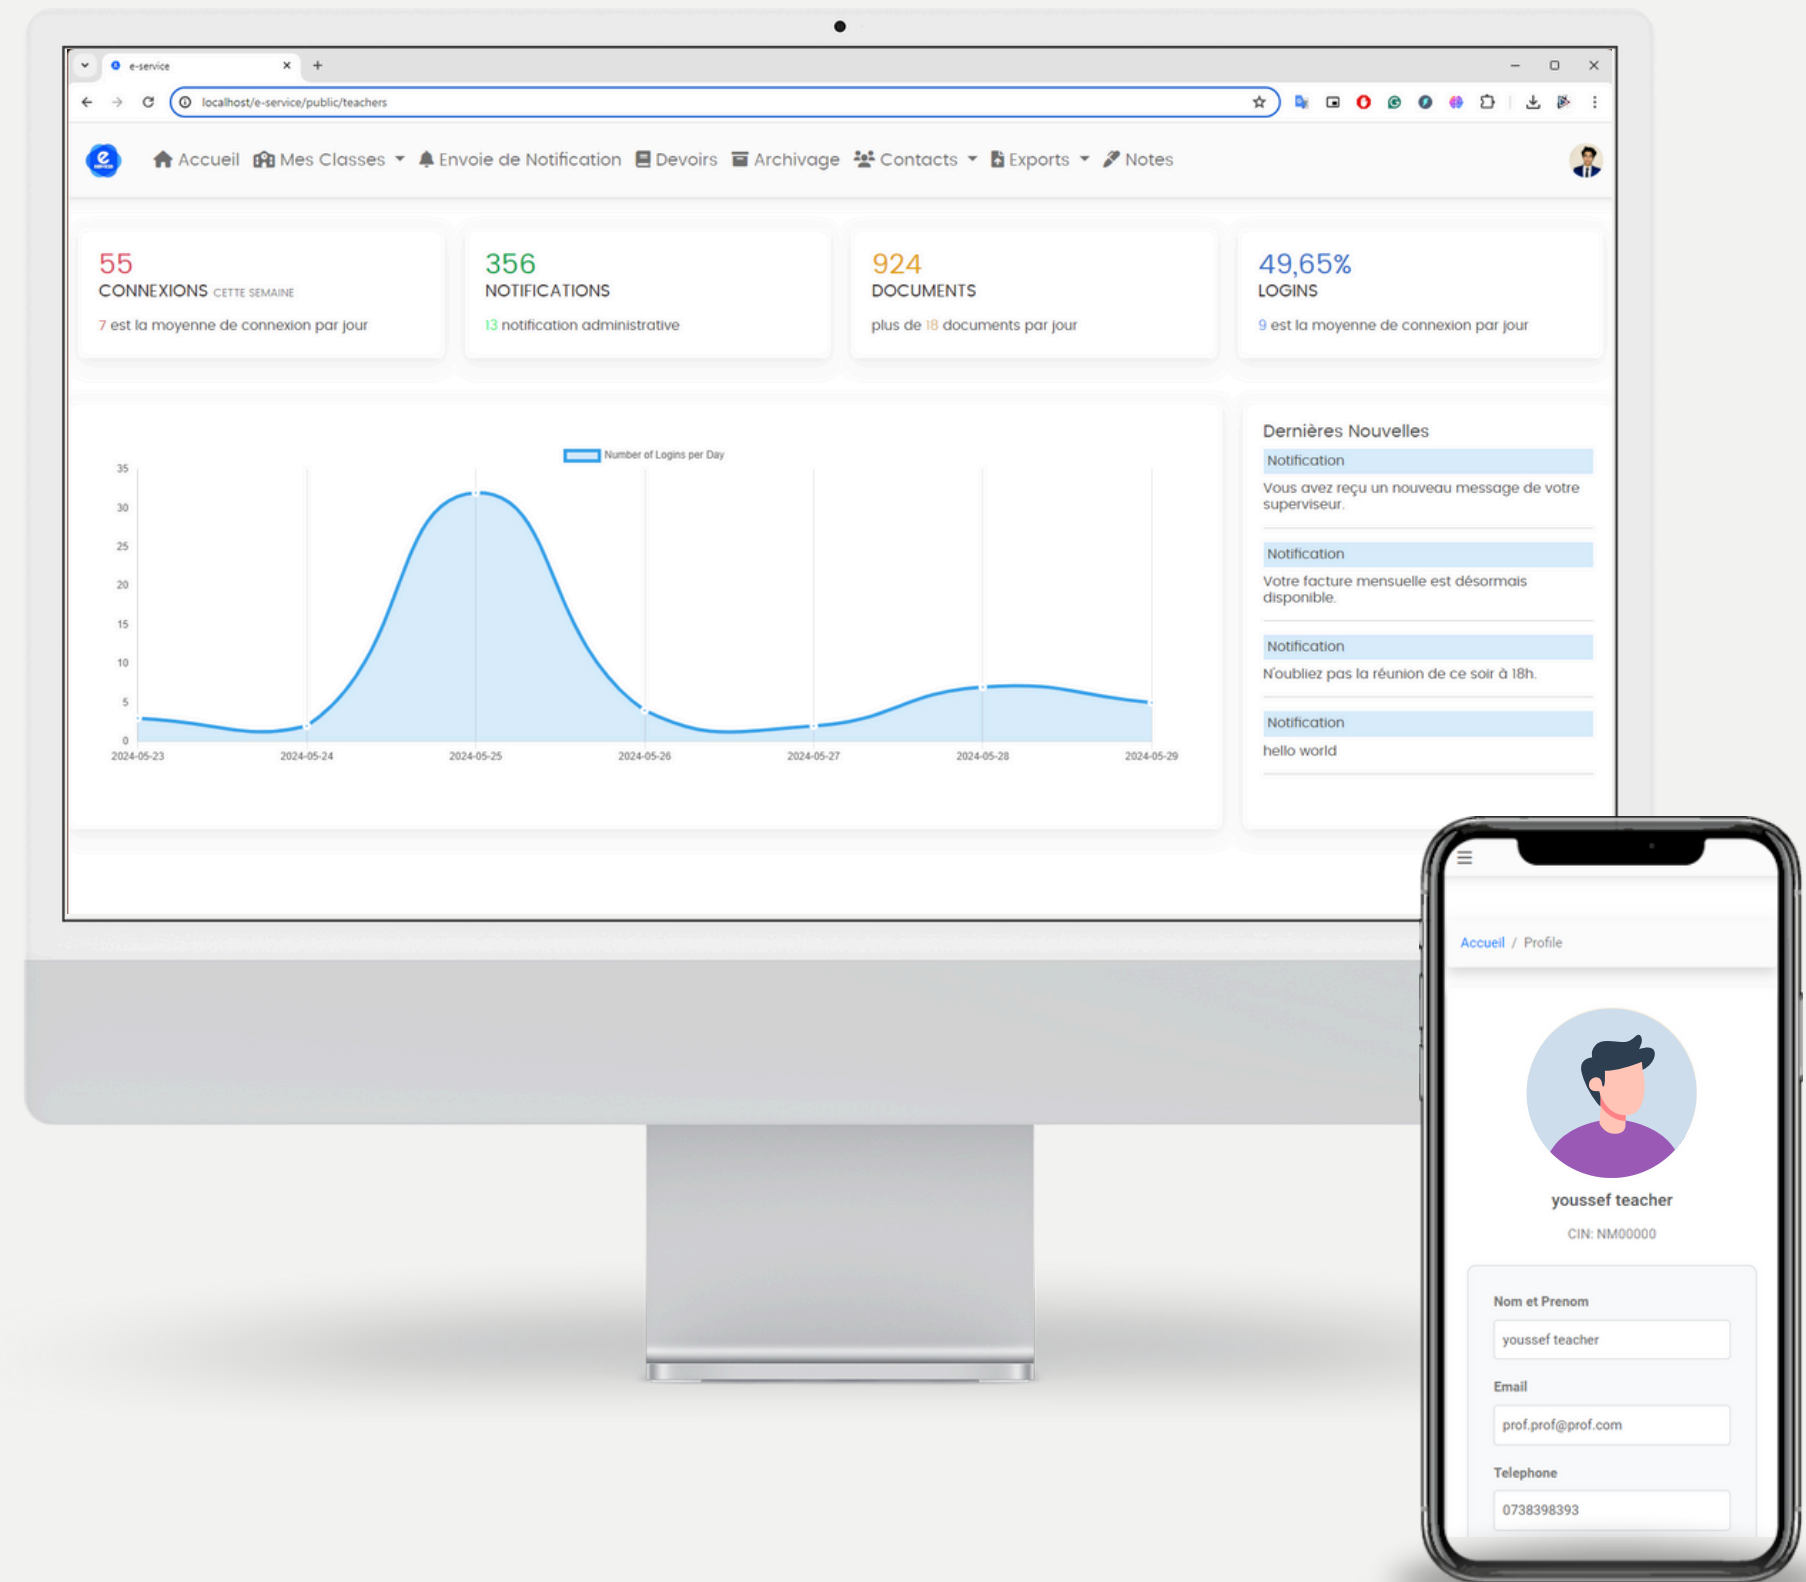 e-service
localhost/e-service/public/teachers
e
Accueil Mes Classes Envoie de Notification Devoirs Archivage Contacts Exports Notes
55
CONNEXIONS CETTE SEMAINE
7 est la moyenne de connexion par jour
356
NOTIFICATIONS
13 notification administrative
924
DOCUMENTS
plus de 18 documents par jour
49,65%
LOGINS
9 est la moyenne de connexion par jour
Number of Logins per Day
35
30
25
20
15
10
5
0
2024-05-23 2024-05-24 2024-05-25 2024-05-26 2024-05-27 2024-05-28 2024-05-29
Dernières Nouvelles
Notification
Vous avez reçu un nouveau message de votre
superviseur.
Notification
Votre facture mensuelle est désormais
disponible.
Notification
N'oubliez pas la réunion de ce soir à 18h.
Notification
hello world
Accueil / Profile
youssef teacher
CIN: NM00000
Nom et Prenom
youssef teacher
Email
prof.prof@prof.com
Telephone
0738398393